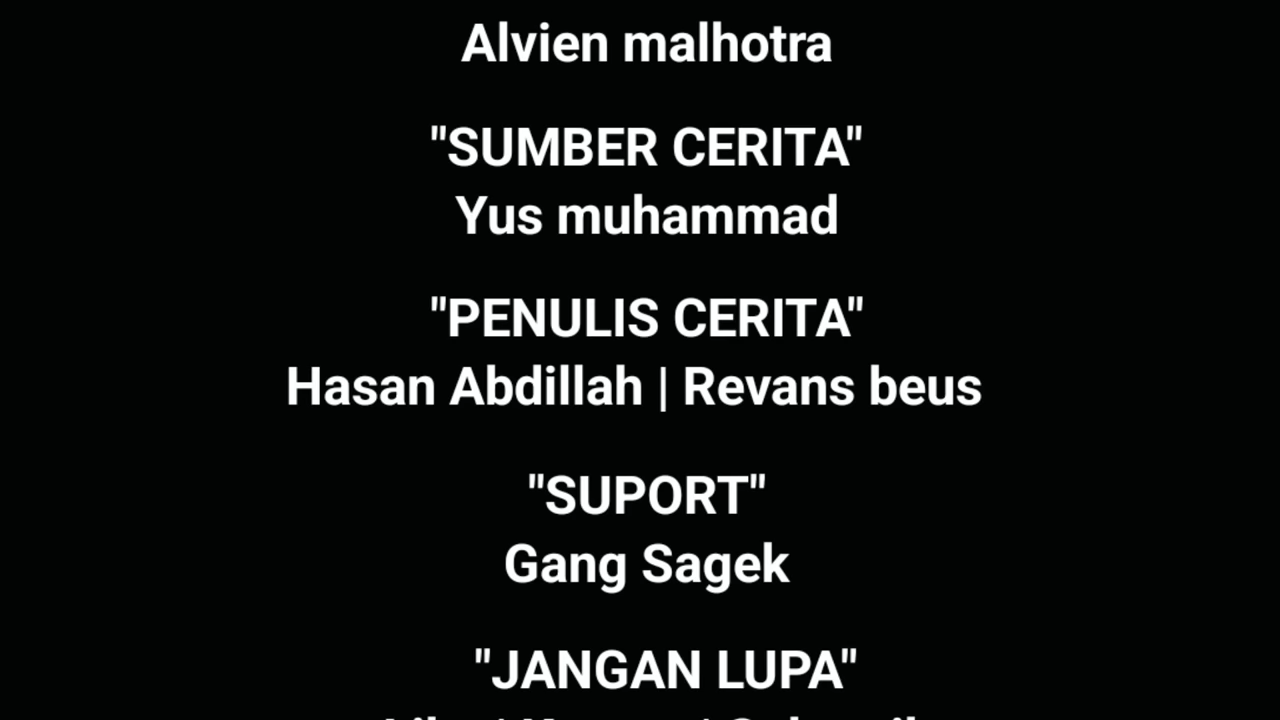 Alvien malhotra
"SUMBER CERITA"
Yus muhammad
"PENULIS CERITA"
Hasan Abdillah | Revans beus
"SUPORT"
Gang Sagek
"JANGAN LUPA"